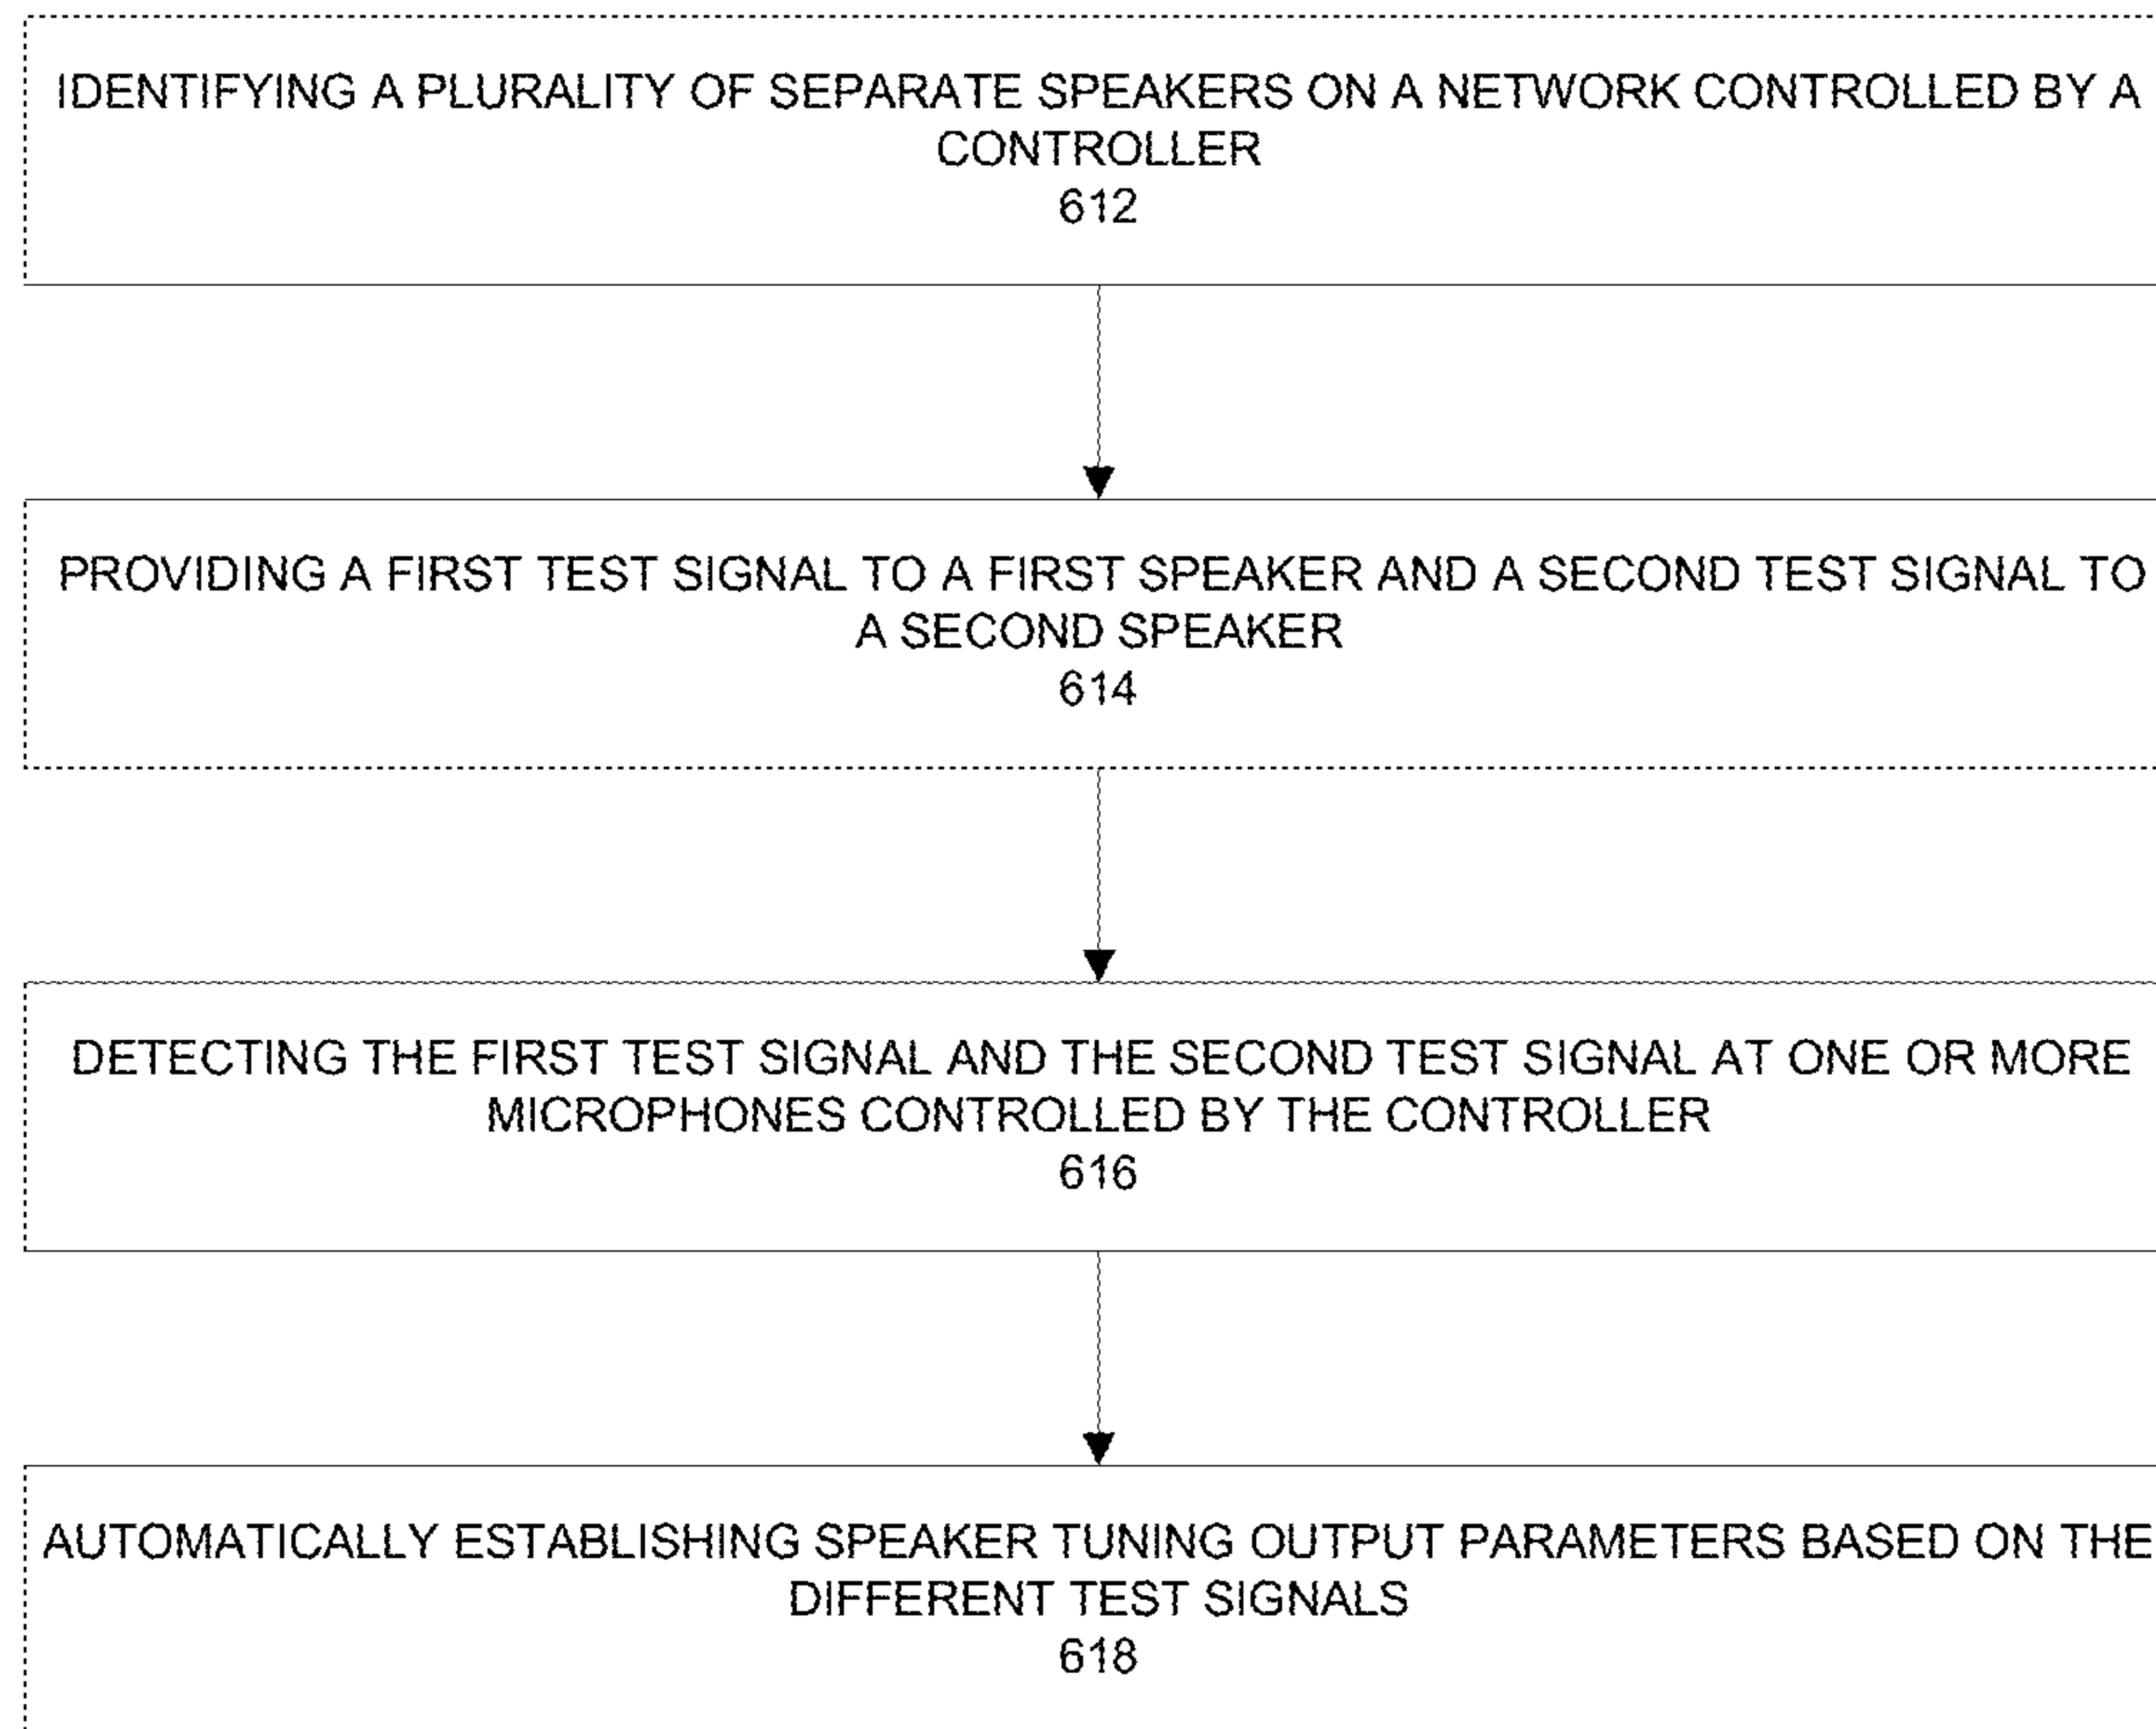 IDENTIFYING A PLURALITY OF SEPARATE SPEAKERS ON A NETWORK CONTROLLED BY A
CONTROLLER
612
PROVIDING A FIRST TEST SIGNAL TO A FIRST SPEAKER AND A SECOND TEST SIGNAL TO
A SECOND SPEAKER
614
DETECTING THE FIRST TEST SIGNAL AND THE SECOND TEST SIGNAL AT ONE OR MORE
MICROPHONES CONTROLLED BY THE CONTROLLER
616
AUTOMATICALLY ESTABLISHING SPEAKER TUNING OUTPUT PARAMETERS BASED ON THE
DIFFERENT TEST SIGNALS
618